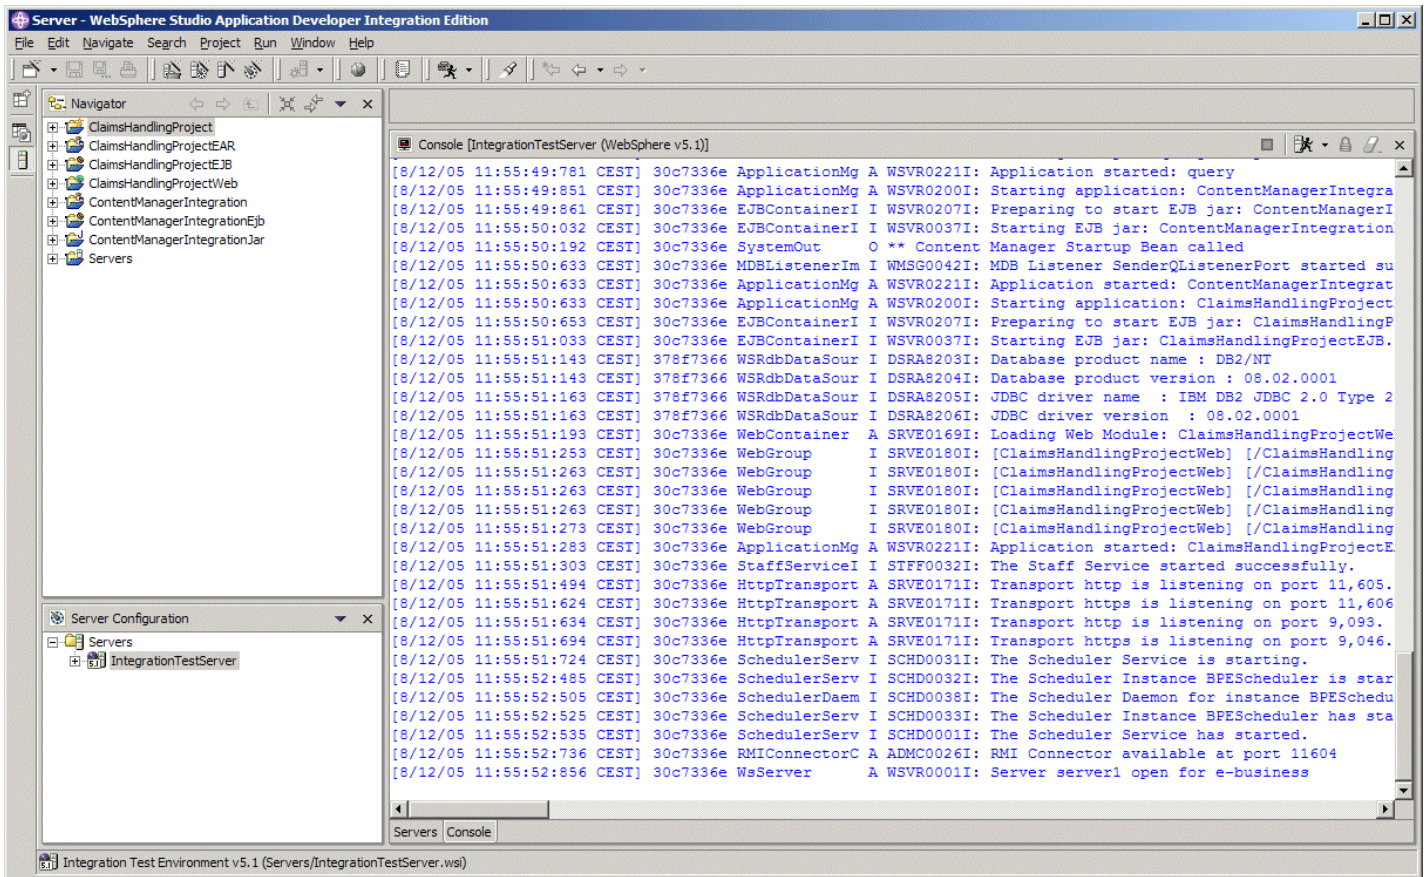 Server - WebSphere Studio Application Developer Integration Edition
File Edit Navigate Search Project Run Window Help
Navigator
ClaimsHandlingProject
ClaimsHandlingProjectEAR
ClaimsHandlingProjectEJB
ClaimsHandlingProjectWeb
ContentManagerIntegration
ContentManagerIntegrationEjb
ContentManagerIntegrationJar
Servers
Server Configuration
Servers
IntegrationTestServer
Console [IntegrationTestServer (WebSphere v5.1)]
[8/12/05 11:55:49:781 CEST] 30c7336e ApplicationMg A WSVR0221I: Application started: query
[8/12/05 11:55:49:851 CEST] 30c7336e ApplicationMg A WSVR0200I: Starting application: ContentManagerIntegra
[8/12/05 11:55:49:861 CEST] 30c7336e EJBContainerI I WSVR0207I: Preparing to start EJB jar: ContentManagerI
[8/12/05 11:55:50:032 CEST] 30c7336e EJBContainerI I WSVR0037I: Starting EJB jar: ContentManagerIntegration
[8/12/05 11:55:50:192 CEST] 30c7336e SystemOut O ** Content Manager Startup Bean called
[8/12/05 11:55:50:633 CEST] 30c7336e MDBListenerIm I WMSG0042I: MDB Listener SenderQListenerPort started su
[8/12/05 11:55:50:633 CEST] 30c7336e ApplicationMg A WSVR0221I: Application started: ContentManagerIntegrat
[8/12/05 11:55:50:633 CEST] 30c7336e ApplicationMg A WSVR0200I: Starting application: ClaimsHandlingProject
[8/12/05 11:55:50:653 CEST] 30c7336e EJBContainerI I WSVR0207I: Preparing to start EJB jar: ClaimsHandlingP
[8/12/05 11:55:51:033 CEST] 30c7336e EJBContainerI I WSVR0037I: Starting EJB jar: ClaimsHandlingProjectEJB.
[8/12/05 11:55:51:143 CEST] 378f7366 WSRdbDataSour I DSRA8203I: Database product name : DB2/NT
[8/12/05 11:55:51:143 CEST] 378f7366 WSRdbDataSour I DSRA8204I: Database product version : 08.02.0001
[8/12/05 11:55:51:163 CEST] 378f7366 WSRdbDataSour I DSRA8205I: JDBC driver name : IBM DB2 JDBC 2.0 Type 2
[8/12/05 11:55:51:163 CEST] 378f7366 WSRdbDataSour I DSRA8206I: JDBC driver version : 08.02.0001
[8/12/05 11:55:51:193 CEST] 30c7336e WebContainer A SRVE0169I: Loading Web Module: ClaimsHandlingProjectWe
[8/12/05 11:55:51:253 CEST] 30c7336e WebGroup I SRVE0180I: [ClaimsHandlingProjectWeb] [/ClaimsHandling
[8/12/05 11:55:51:263 CEST] 30c7336e WebGroup I SRVE0180I: [ClaimsHandlingProjectWeb] [/ClaimsHandling
[8/12/05 11:55:51:263 CEST] 30c7336e WebGroup I SRVE0180I: [ClaimsHandlingProjectWeb] [/ClaimsHandling
[8/12/05 11:55:51:263 CEST] 30c7336e WebGroup I SRVE0180I: [ClaimsHandlingProjectWeb] [/ClaimsHandling
[8/12/05 11:55:51:273 CEST] 30c7336e WebGroup I SRVE0180I: [ClaimsHandlingProjectWeb] [/ClaimsHandling
[8/12/05 11:55:51:283 CEST] 30c7336e ApplicationMg A WSVR0221I: Application started: ClaimsHandlingProjectE
[8/12/05 11:55:51:303 CEST] 30c7336e StaffServiceI I STFF0032I: The Staff Service started successfully.
[8/12/05 11:55:51:494 CEST] 30c7336e HttpTransport A SRVE0171I: Transport http is listening on port 11,605.
[8/12/05 11:55:51:624 CEST] 30c7336e HttpTransport A SRVE0171I: Transport https is listening on port 11,606
[8/12/05 11:55:51:634 CEST] 30c7336e HttpTransport A SRVE0171I: Transport http is listening on port 9,093.
[8/12/05 11:55:51:694 CEST] 30c7336e HttpTransport A SRVE0171I: Transport https is listening on port 9,046.
[8/12/05 11:55:51:724 CEST] 30c7336e SchedulerServ I SCHD0031I: The Scheduler Service is starting.
[8/12/05 11:55:52:485 CEST] 30c7336e SchedulerServ I SCHD0032I: The Scheduler Instance BPEScheduler is star
[8/12/05 11:55:52:505 CEST] 30c7336e SchedulerDaem I SCHD0038I: The Scheduler Daemon for instance BPESchedu
[8/12/05 11:55:52:525 CEST] 30c7336e SchedulerServ I SCHD0033I: The Scheduler Instance BPEScheduler has sta
[8/12/05 11:55:52:535 CEST] 30c7336e SchedulerServ I SCHD0001I: The Scheduler Service has started.
[8/12/05 11:55:52:736 CEST] 30c7336e RMIConnectorC A ADMC0026I: RMI Connector available at port 11604
[8/12/05 11:55:52:856 CEST] 30c7336e WsServer A WSVR0001I: Server server1 open for e-business
Servers Console
Integration Test Environment v5.1 (Servers/IntegrationTestServer.wsi)